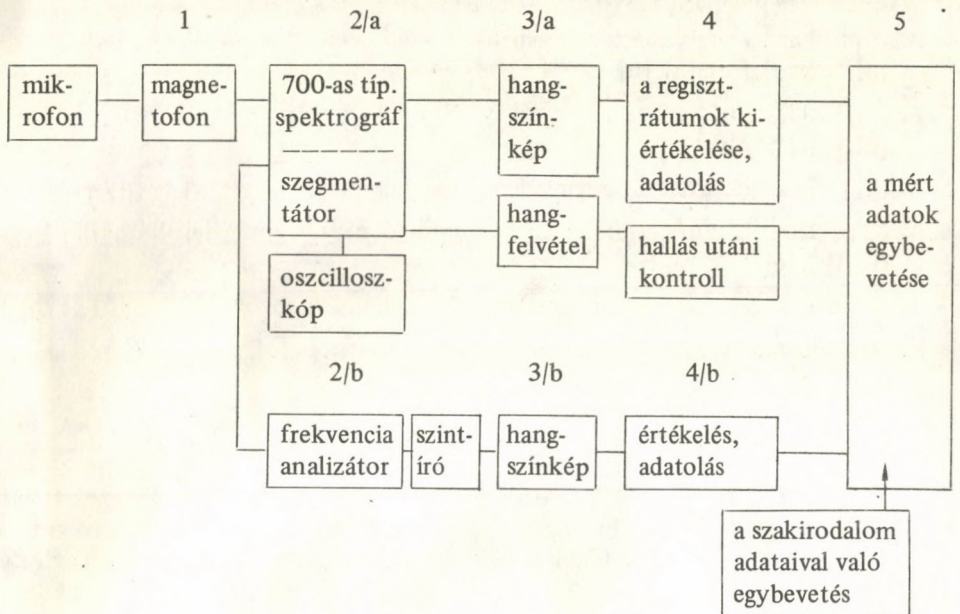 1 2/a 3/a 4 5
mik-
rofon
magne-
tofon
700-as típ.
spektrográf
szegmen-
tátor
oszcillosz-
kóp
hang-
szín-
kép
hang-
felvétel
a regiszt-
rátumok ki-
értékelése,
adatolás
hallás utáni
kontroll
a mért
adatok
egybe-
vetése
2/b 3/b 4/b
frekvencia
analizátor
szint-
író
hang-
színkép
értékelés,
adatolás
a szakirodalom
adataival való
egybevetés